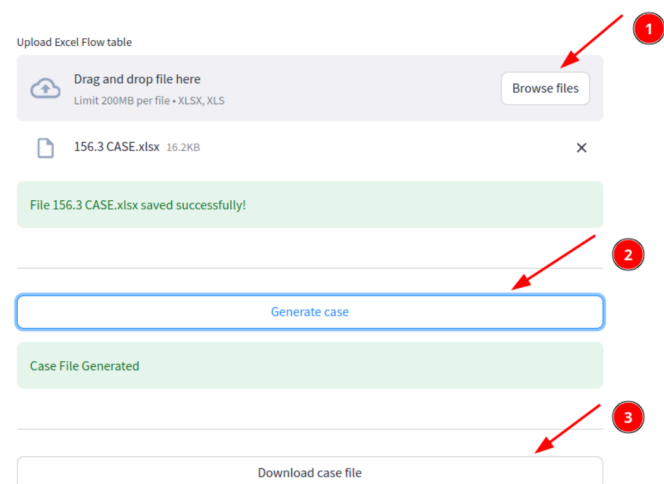 1
Upload Excel Flow table
Drag and drop file here
Limit 200MB per file • XLSX, XLS
Browse files
156.3 CASE.xlsx 16.2KB
File 156.3 CASE.xlsx saved successfully!
2
Generate case
Case File Generated
3
Download case file